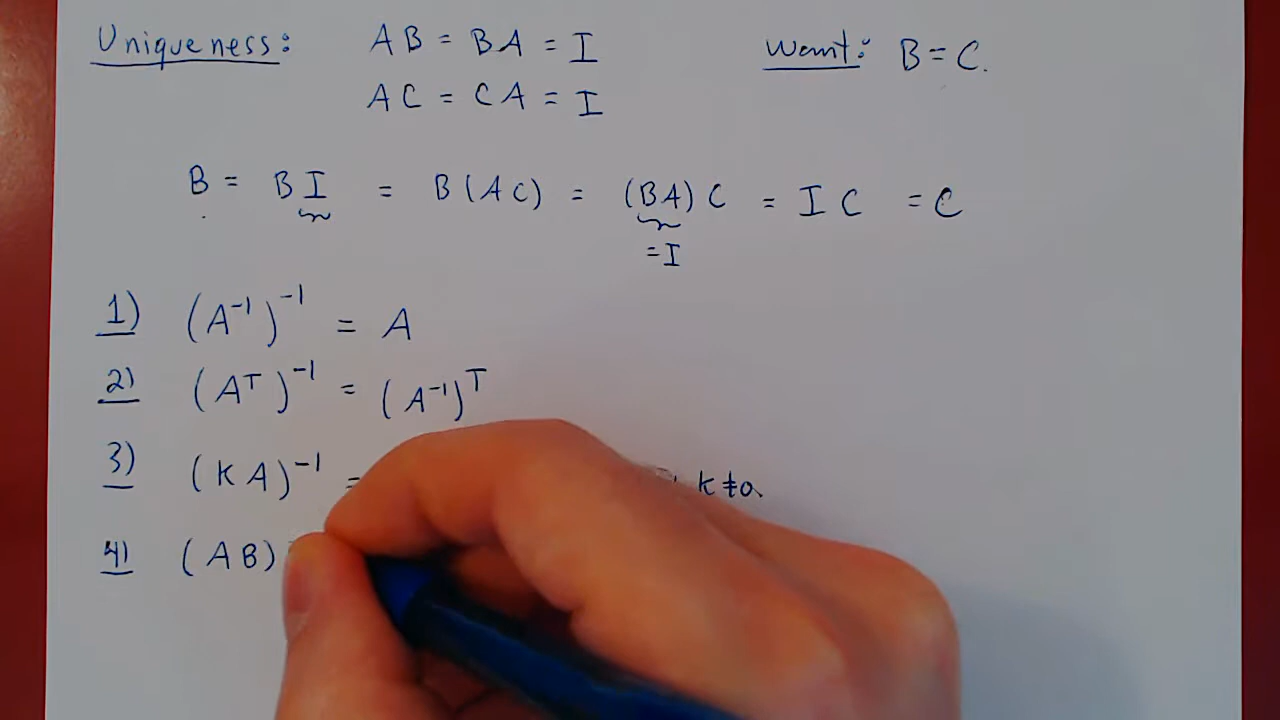 Uniqueness: AB = BA = I Want: B = C.
AC = CA = I
B = BI = B(AC) = (BA)C = IC = C
=I
1) (A⁻¹)⁻¹ = A
2) (Aᵀ)⁻¹ = (A⁻¹)ᵀ
3) (kA)⁻¹ = k≠0.
4) (AB)